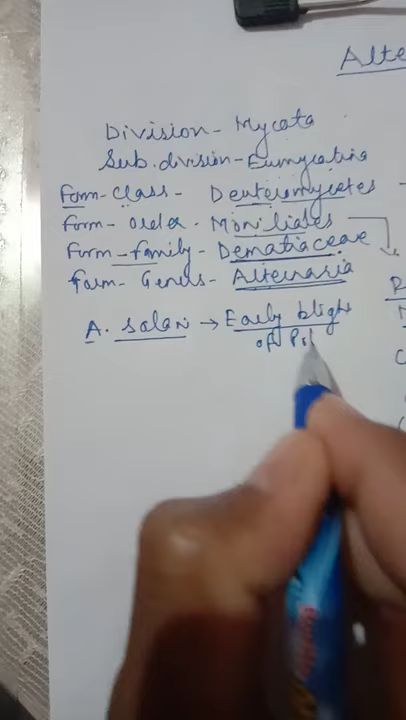 Alte
Division - Mycota
Sub.division - Eumycotina
Form-Class - Deuteromycetes -
form-order - Moniliales
form-family - Dematiaceae
form-Genus - Alternaria
A. solani → Early blight
of